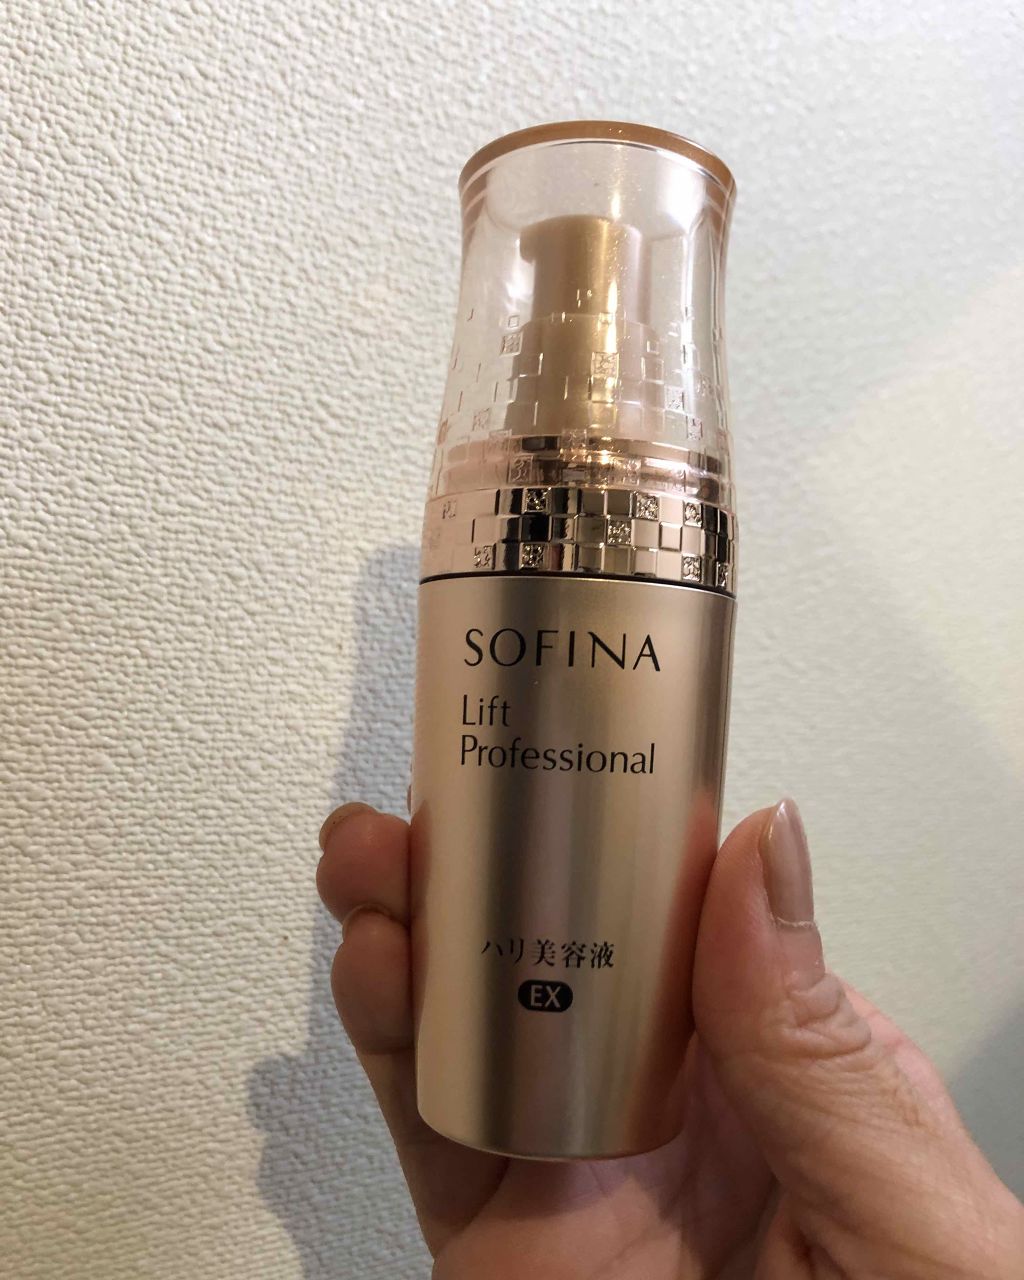 SOFINA
Lift
Professional
ハリ美容液
EX